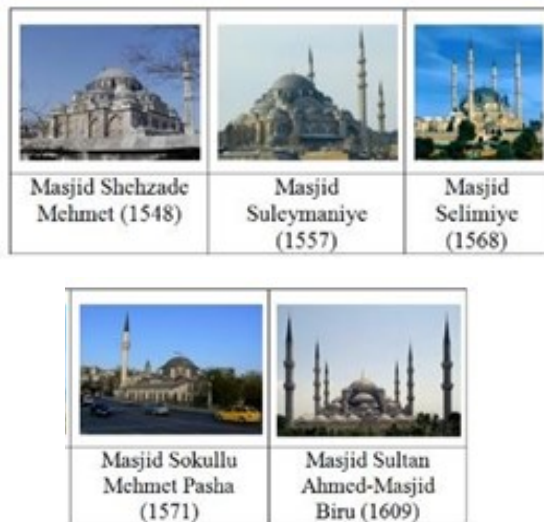 Masjid Shehzade
Mehmet (1548)
Masjid
Suleymaniye
(1557)
Masjid
Selimiye
(1568)
Masjid Sokullu
Mehmet Pasha
(1571)
Masjid Sultan
Ahmed-Masjid
Biru (1609)